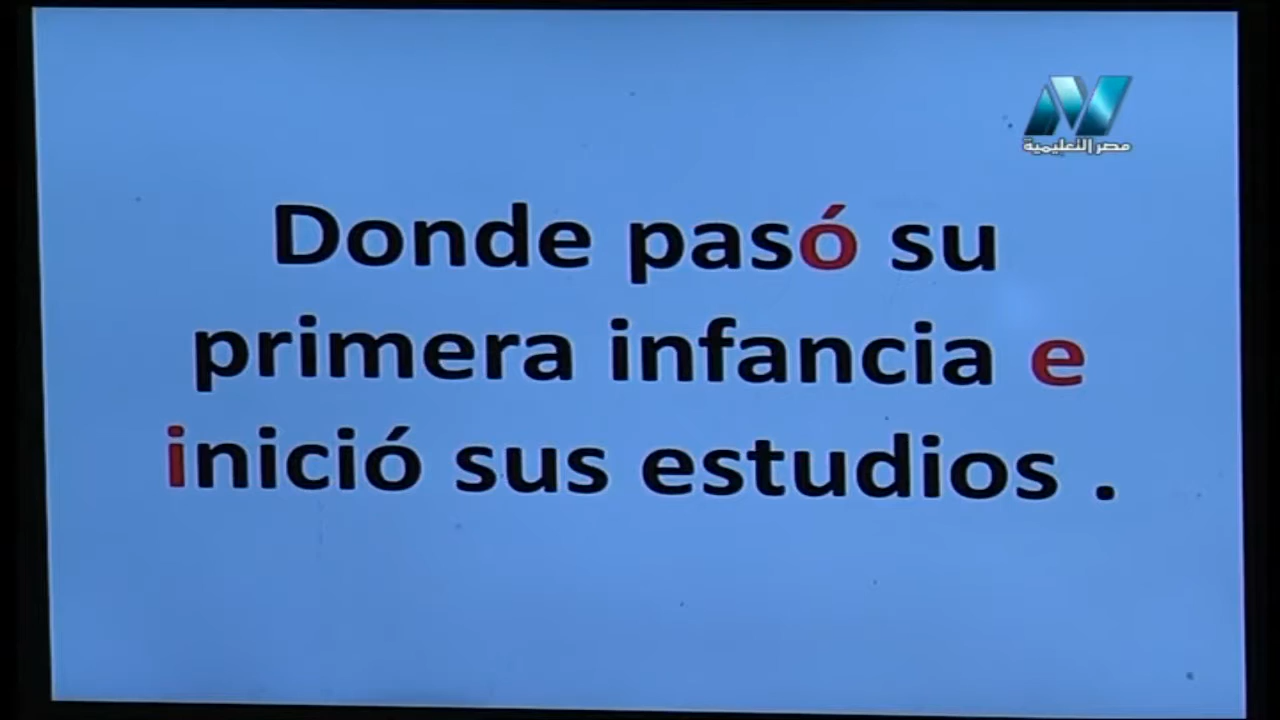 مصر التعليمية
Donde pasó su
primera infancia e
inició sus estudios .